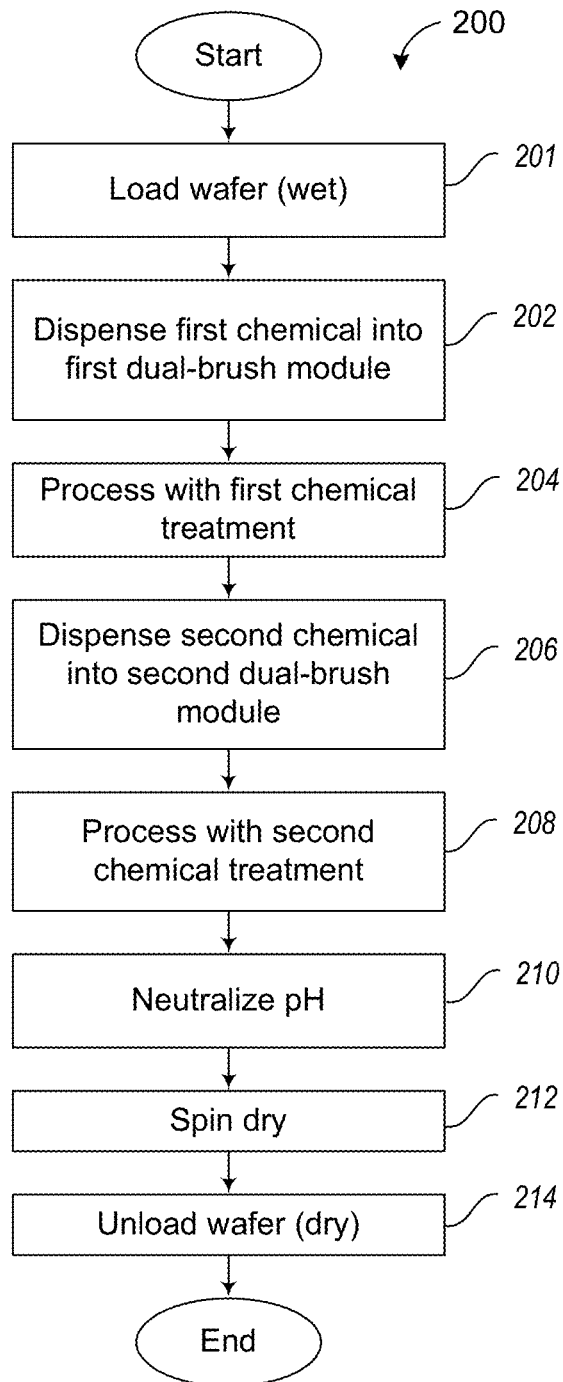 Start
200
Load wafer (wet)
201
Dispense first chemical into
first dual-brush module
202
Process with first chemical
treatment
204
Dispense second chemical
into second dual-brush
module
206
Process with second
chemical treatment
208
Neutralize pH
210
Spin dry
212
Unload wafer (dry)
214
End